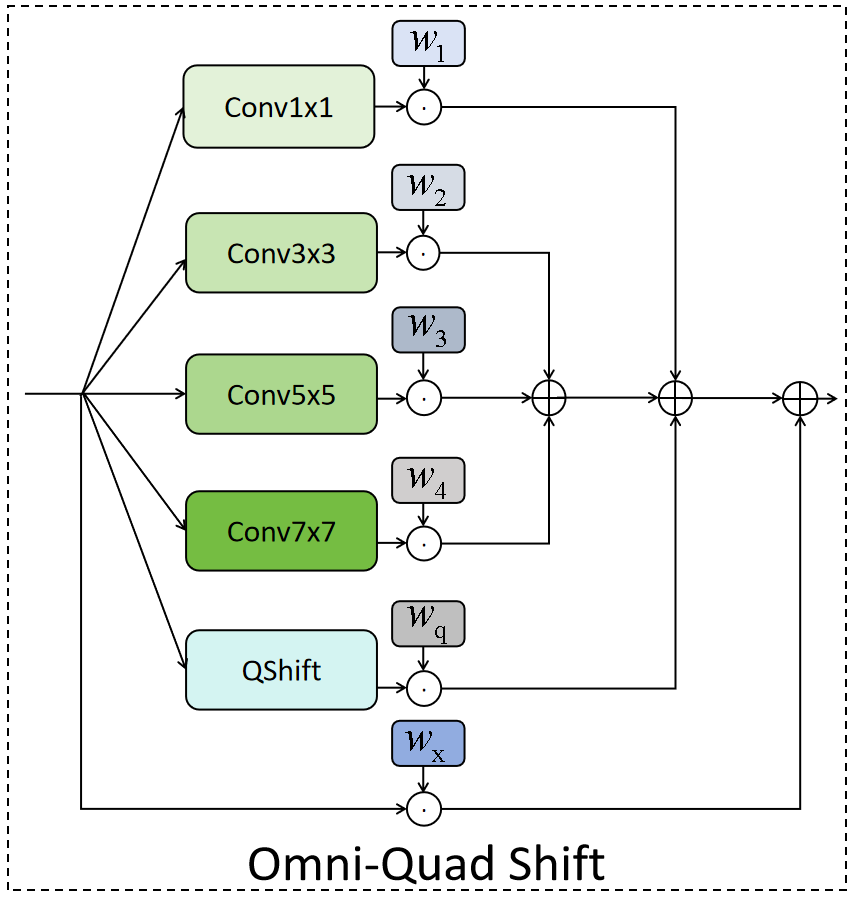 w1
Conv1x1
w2
Conv3x3
w3
Conv5x5
w4
Conv7x7
wq
QShift
wx
Omni-Quad Shift